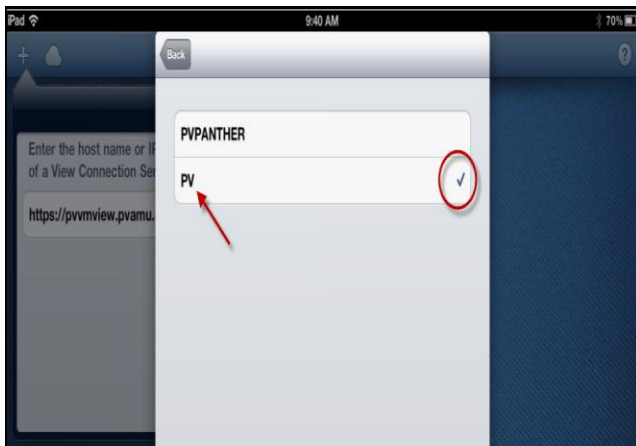 iPad 9:40 AM 70%
Back
PVPANTHER
PV
Enter the host name or IP
of a View Connection Ser
https://pvvmview.pvamu.